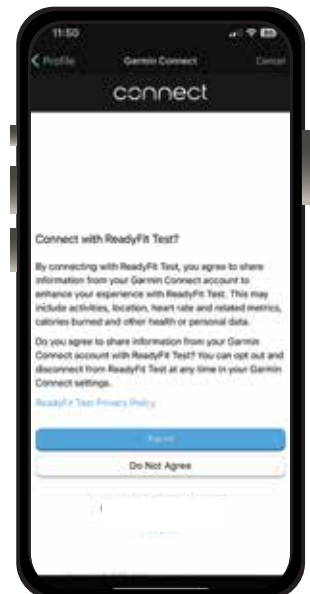 11:50
Profile
Garmin Connect
Cancel
connect
Connect with ReadyFit Test?
By connecting with ReadyFit Test, you agree to share
information from your Garmin Connect account to
enhance your experience with ReadyFit Test. This may
include activities, location, heart rate and related metrics,
calories burned and other health or personal data.
Do you agree to share information from your Garmin
Connect account with ReadyFit Test? You can opt out and
disconnect from ReadyFit Test at any time in your Garmin
Connect settings.
ReadyFit Test Privacy Policy
Agree
Do Not Agree